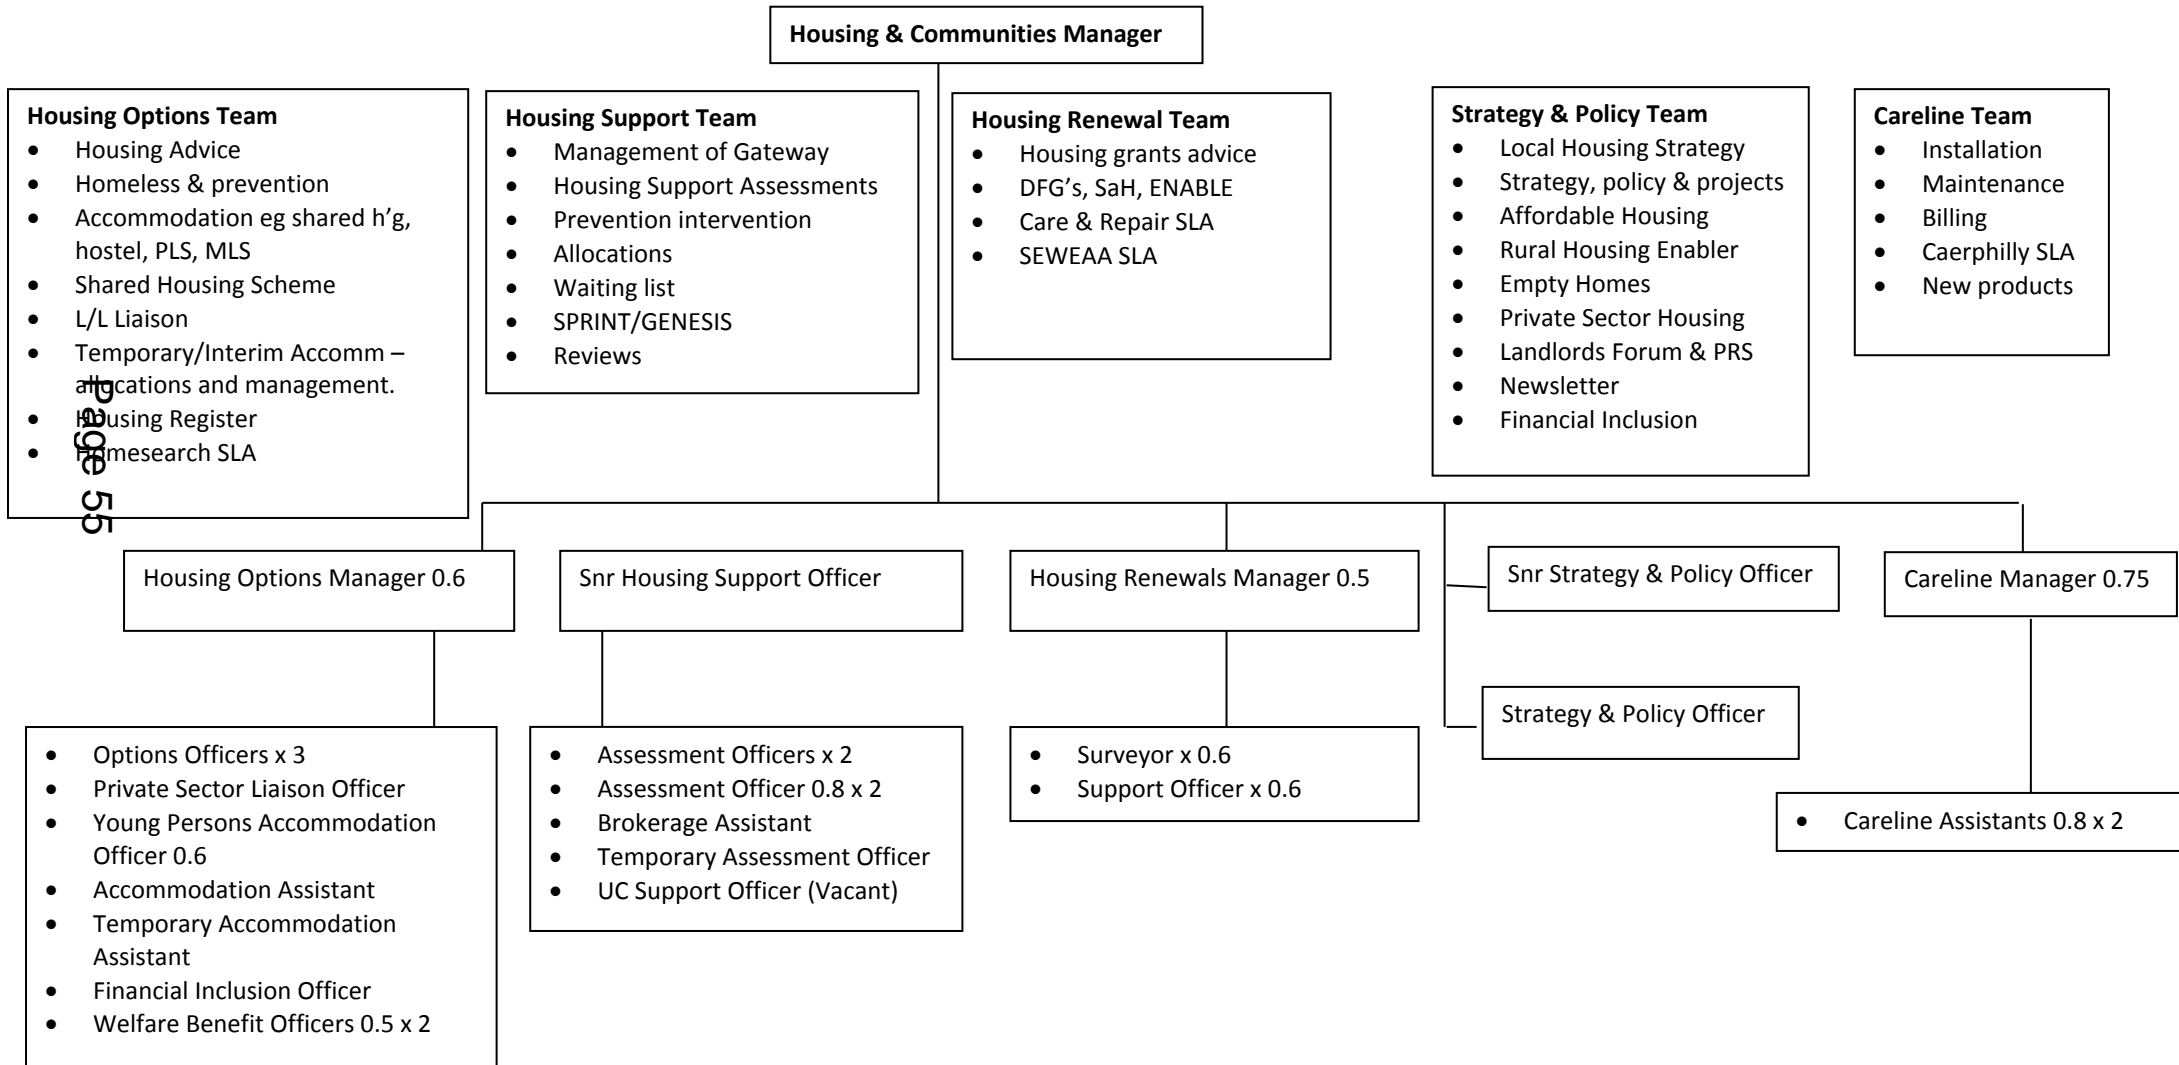 Housing & Communities Manager
Housing Options Team
• Housing Advice
• Homeless & prevention
• Accommodation eg shared h’g,
hostel, PLS, MLS
• Shared Housing Scheme
• L/L Liaison
• Temporary/Interim Accomm –
allocations and management.
• Housing Register
• Homesearch SLA
Housing Support Team
• Management of Gateway
• Housing Support Assessments
• Prevention intervention
• Allocations
• Waiting list
• SPRINT/GENESIS
• Reviews
Housing Renewal Team
• Housing grants advice
• DFG’s, SaH, ENABLE
• Care & Repair SLA
• SEWEAA SLA
Strategy & Policy Team
• Local Housing Strategy
• Strategy, policy & projects
• Affordable Housing
• Rural Housing Enabler
• Empty Homes
• Private Sector Housing
• Landlords Forum & PRS
• Newsletter
• Financial Inclusion
Careline Team
• Installation
• Maintenance
• Billing
• Caerphilly SLA
• New products
Page 55
Housing Options Manager 0.6
Snr Housing Support Officer
Housing Renewals Manager 0.5
Snr Strategy & Policy Officer
Careline Manager 0.75
Strategy & Policy Officer
• Options Officers x 3
• Private Sector Liaison Officer
• Young Persons Accommodation
Officer 0.6
• Accommodation Assistant
• Temporary Accommodation
Assistant
• Financial Inclusion Officer
• Welfare Benefit Officers 0.5 x 2
• Assessment Officers x 2
• Assessment Officer 0.8 x 2
• Brokerage Assistant
• Temporary Assessment Officer
• UC Support Officer (Vacant)
• Surveyor x 0.6
• Support Officer x 0.6
• Careline Assistants 0.8 x 2